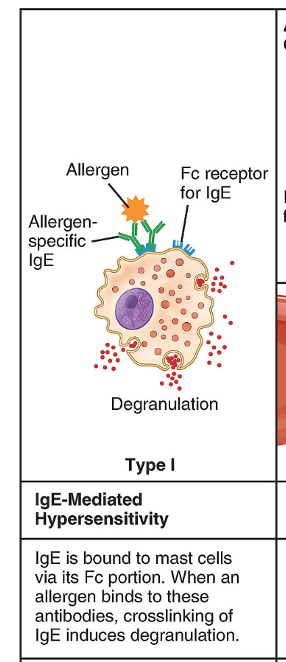 Allergen
Fc receptor
for IgE
Allergen-
specific
IgE
Degranulation
Type I
IgE-Mediated
Hypersensitivity
IgE is bound to mast cells
via its Fc portion. When an
allergen binds to these
antibodies, crosslinking of
IgE induces degranulation.